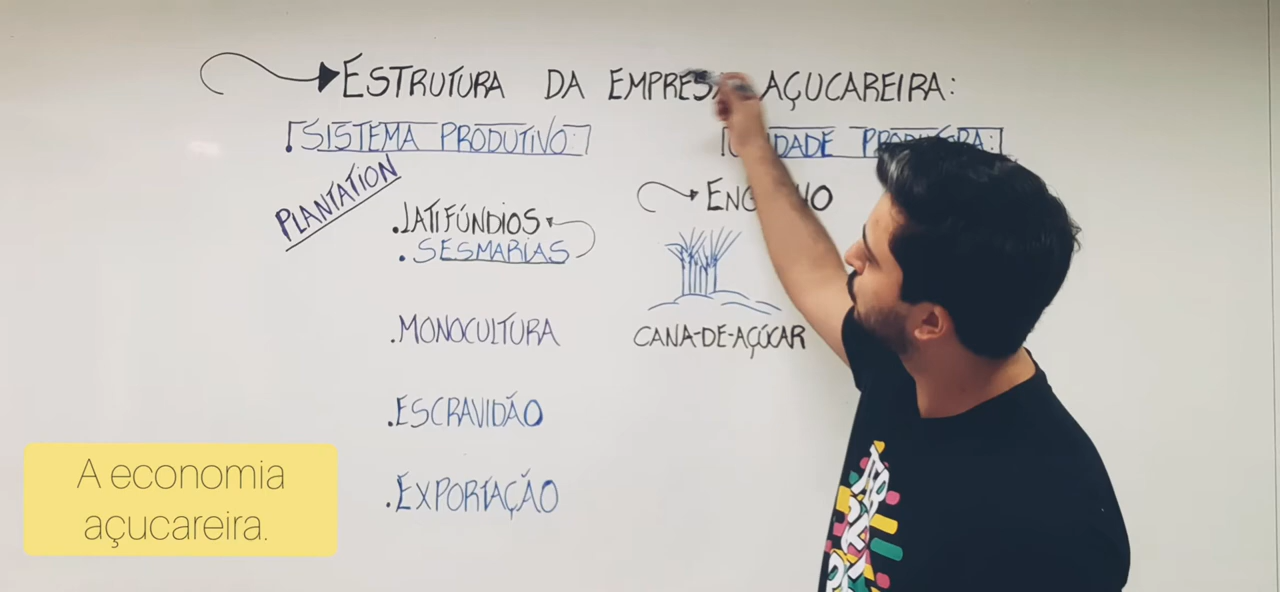 ESTRUTURA DA EMPRESA AÇUCAREIRA:
SISTEMA PRODUTIVO:
PLANTATION
.LATIFÚNDIOS
.SESMARIAS
.MONOCULTURA
.ESCRAVIDÃO
.EXPORTAÇÃO
UNIDADE PRODUTORA:
ENGENHO
CANA-DE-AÇÚCAR
A economia
açucareira.